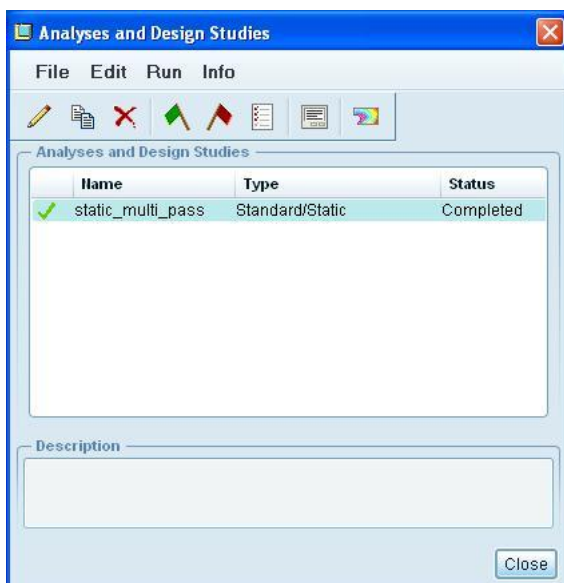 Analyses and Design Studies
File Edit Run Info
Analyses and Design Studies
Name Type Status
static_multi_pass Standard/Static Completed
Description
Close